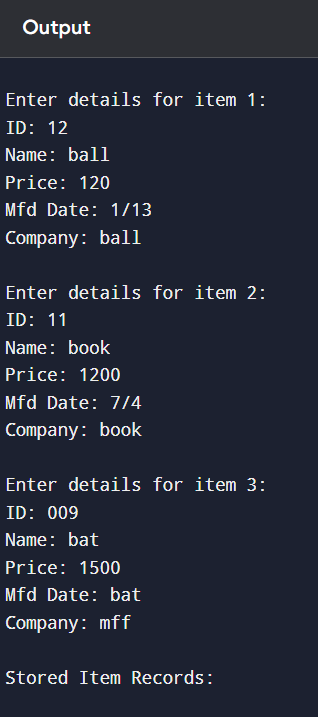 Output
Enter details for item 1:
ID: 12
Name: ball
Price: 120
Mfd Date: 1/13
Company: ball
Enter details for item 2:
ID: 11
Name: book
Price: 1200
Mfd Date: 7/4
Company: book
Enter details for item 3:
ID: 009
Name: bat
Price: 1500
Mfd Date: bat
Company: mff
Stored Item Records: